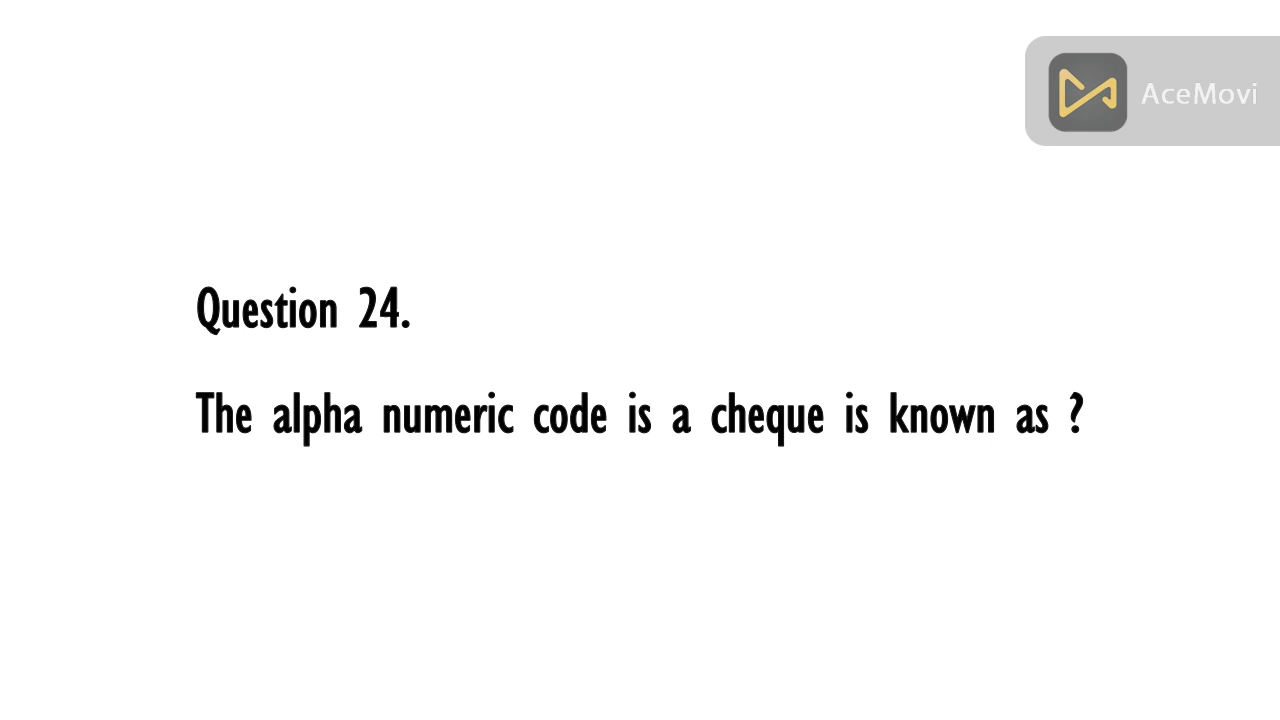 AceMovi
Question 24.
The alpha numeric code is a cheque is known as ?